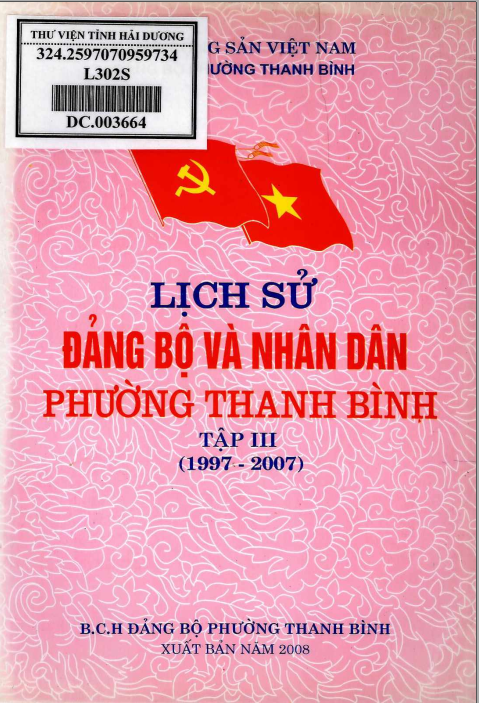 THƯ VIỆN TỈNH HẢI DƯƠNG
324.2597070959734
L302S
DC.003664
G SẢN VIỆT NAM
HƯỜNG THANH BÌNH
LỊCH SỬ
ĐẢNG BỘ VÀ NHÂN DÂN
PHƯỜNG THANH BÌNH
TẬP III
(1997 - 2007)
B.C.H ĐẢNG BỘ PHƯỜNG THANH BÌNH
XUẤT BẢN NĂM 2008